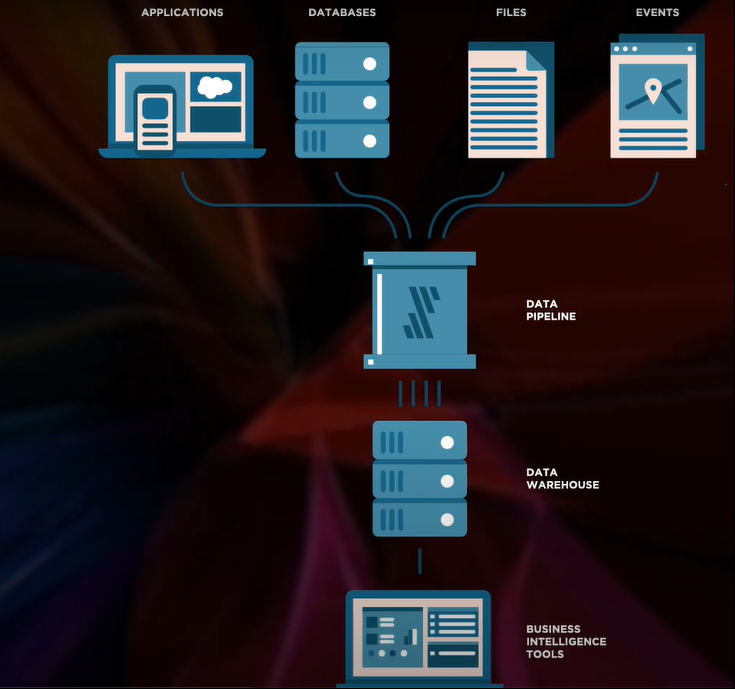 APPLICATIONS
DATABASES
FILES
EVENTS
DATA
PIPELINE
DATA
WAREHOUSE
BUSINESS
INTELLIGENCE
TOOLS